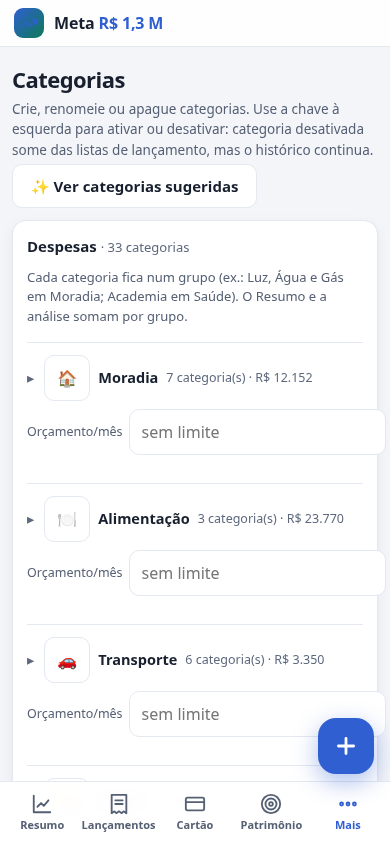 Meta R$ 1,3 M
Categorias
Crie, renomeie ou apague categorias. Use a chave à
esquerda para ativar ou desativar: categoria desativada
some das listas de lançamento, mas o histórico continua.
✨ Ver categorias sugeridas
Despesas · 33 categorias
Cada categoria fica num grupo (ex.: Luz, Água e Gás
em Moradia; Academia em Saúde). O Resumo e a
análise somam por grupo.
Moradia 7 categoria(s) · R$ 12.152
Orçamento/mês sem limite
Alimentação 3 categoria(s) · R$ 23.770
Orçamento/mês sem limite
Transporte 6 categoria(s) · R$ 3.350
Orçamento/mês sem limite
Resumo Lançamentos Cartão Patrimônio Mais